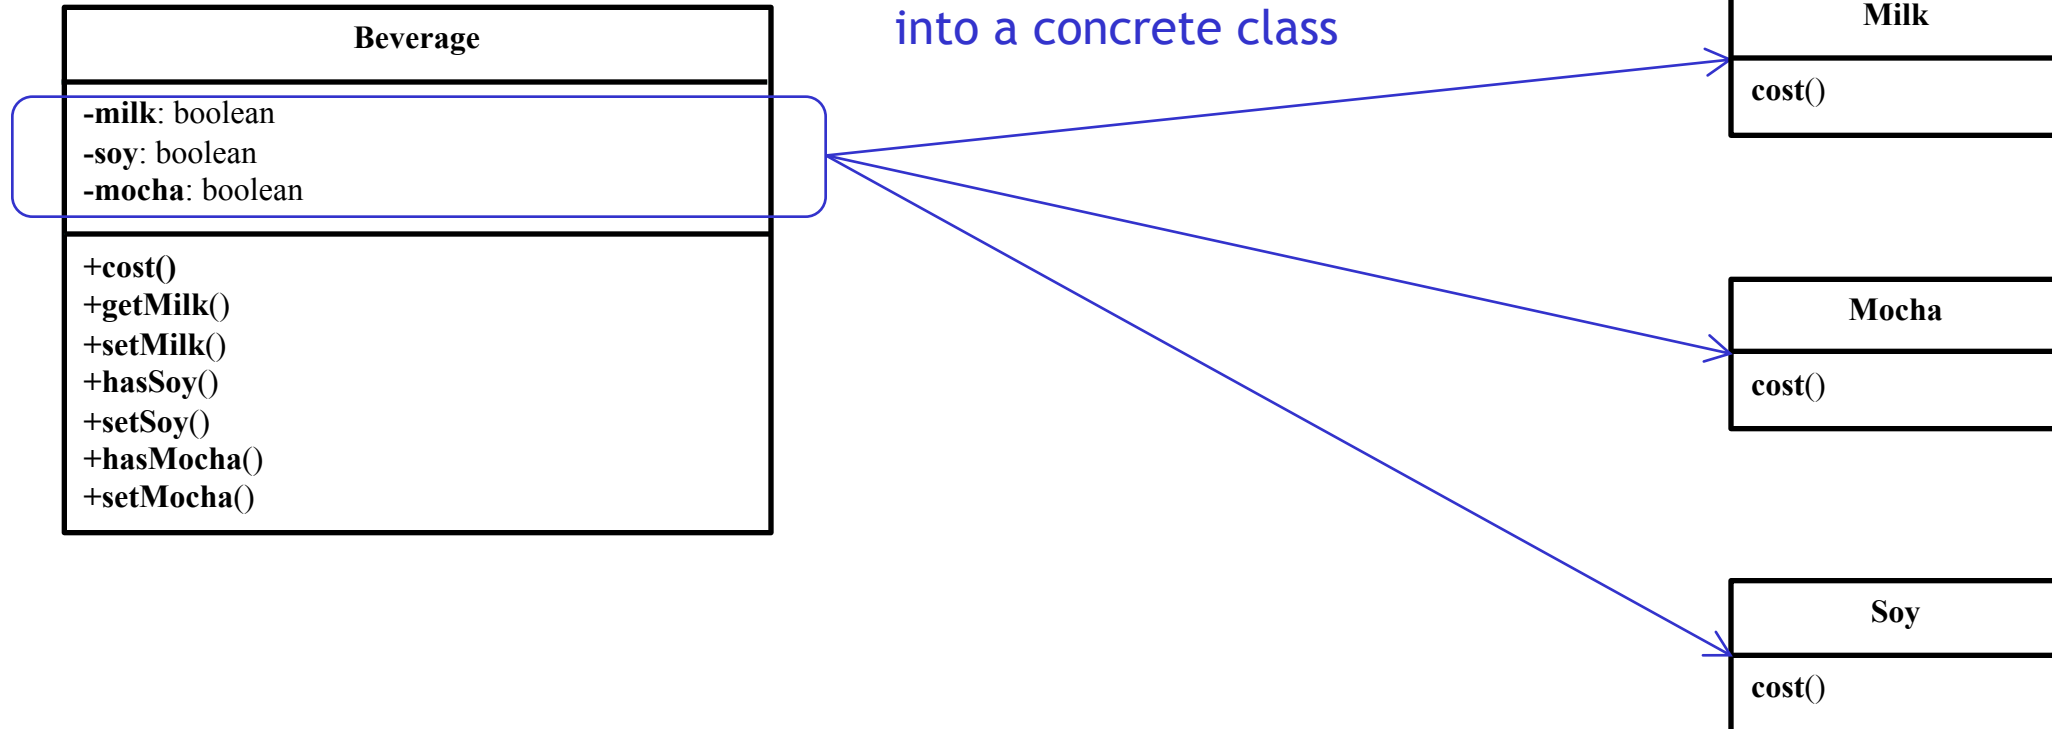 Beverage
-milk: boolean
-soy: boolean
-mocha: boolean
+cost()
+getMilk()
+setMilk()
+hasSoy()
+setSoy()
+hasMocha()
+setMocha()
into a concrete class
Milk
cost()
Mocha
cost()
Soy
cost()